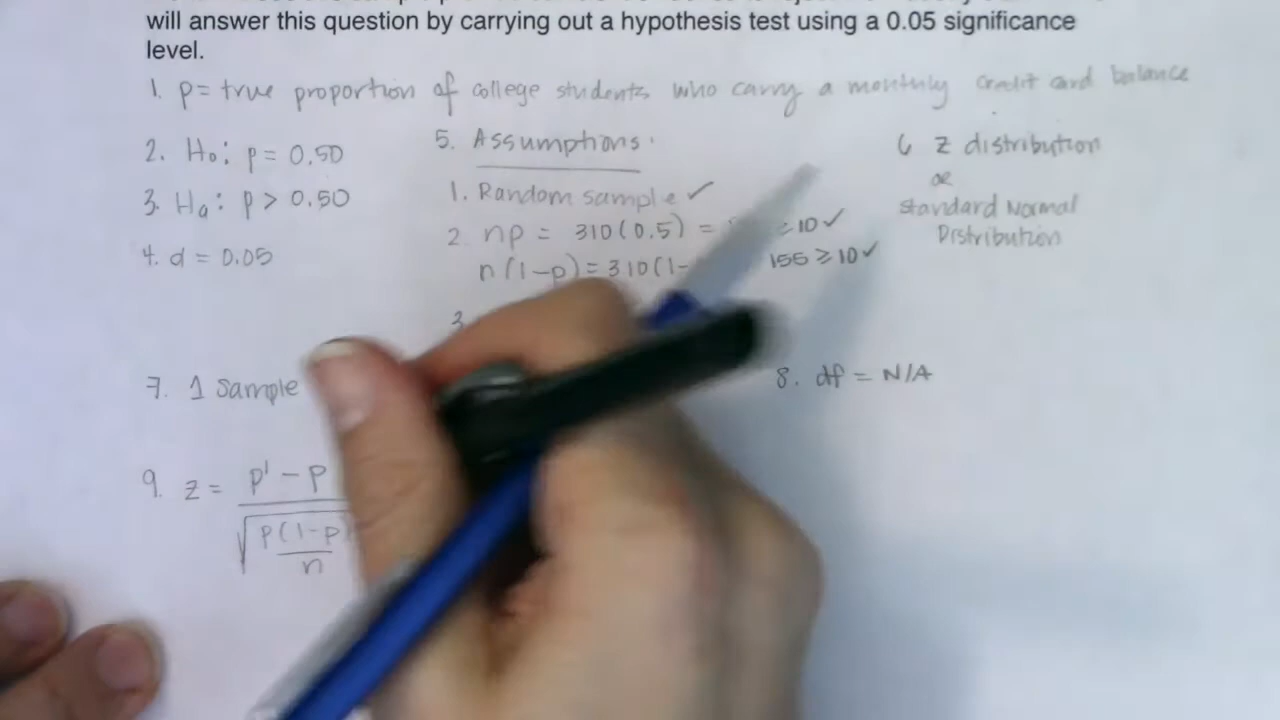 will answer this question by carrying out a hypothesis test using a 0.05 significance
level.
1. p = true proportion of college students who carry a monthly credit card balance
2. H₀: p = 0.50
3. Hₐ: p > 0.50
4. α = 0.05
5. Assumptions.
1. Random sample ✓
2. np = 310(0.5) = ≥10 ✓
n(1-p) = 310(1- 155 ≥ 10 ✓
3.
6 Z distribution
or
Standard Normal
Distribution
7. 1 Sample
8. df = N/A
9. z = p' - p
√ p(1-p)
n